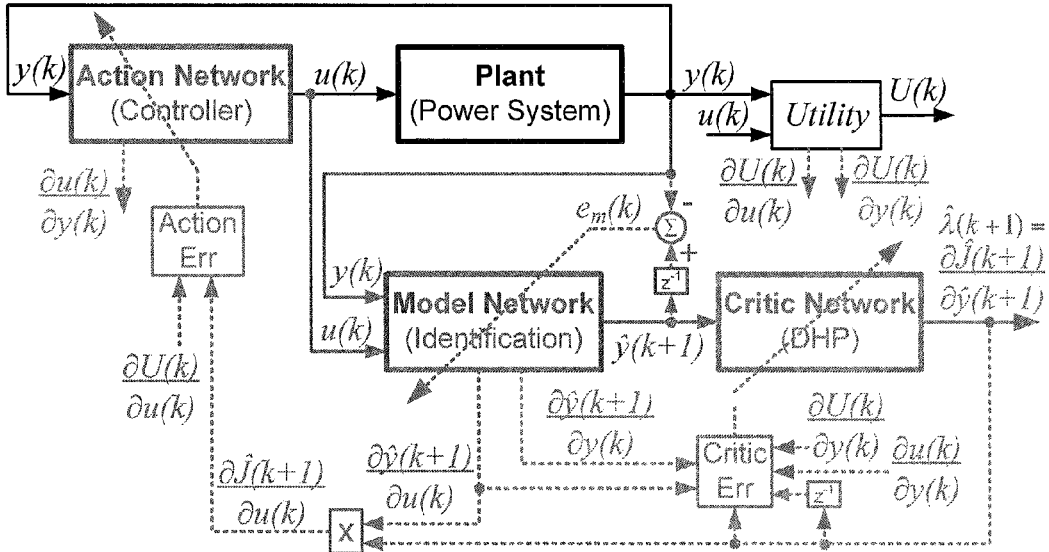 y(k)
Action Network
(Controller)
u(k)
Plant
(Power System)
y(k)
u(k)
Utility
U(k)
∂u(k)
∂y(k)
Action
Err
e_m(k)
-
Σ
+
z⁻¹
∂U(k)
∂u(k)
∂U(k)
∂y(k)
λ̂(k+1) =
∂Ĵ(k+1)
∂ŷ(k+1)
y(k)
u(k)
Model Network
(Identification)
ŷ(k+1)
Critic Network
(DHP)
∂U(k)
∂u(k)
∂Ĵ(k+1)
∂u(k)
∂ŷ(k+1)
∂u(k)
∂ŷ(k+1)
∂y(k)
Critic
Err
∂U(k)
∂y(k)
∂u(k)
∂y(k)
z⁻¹
X